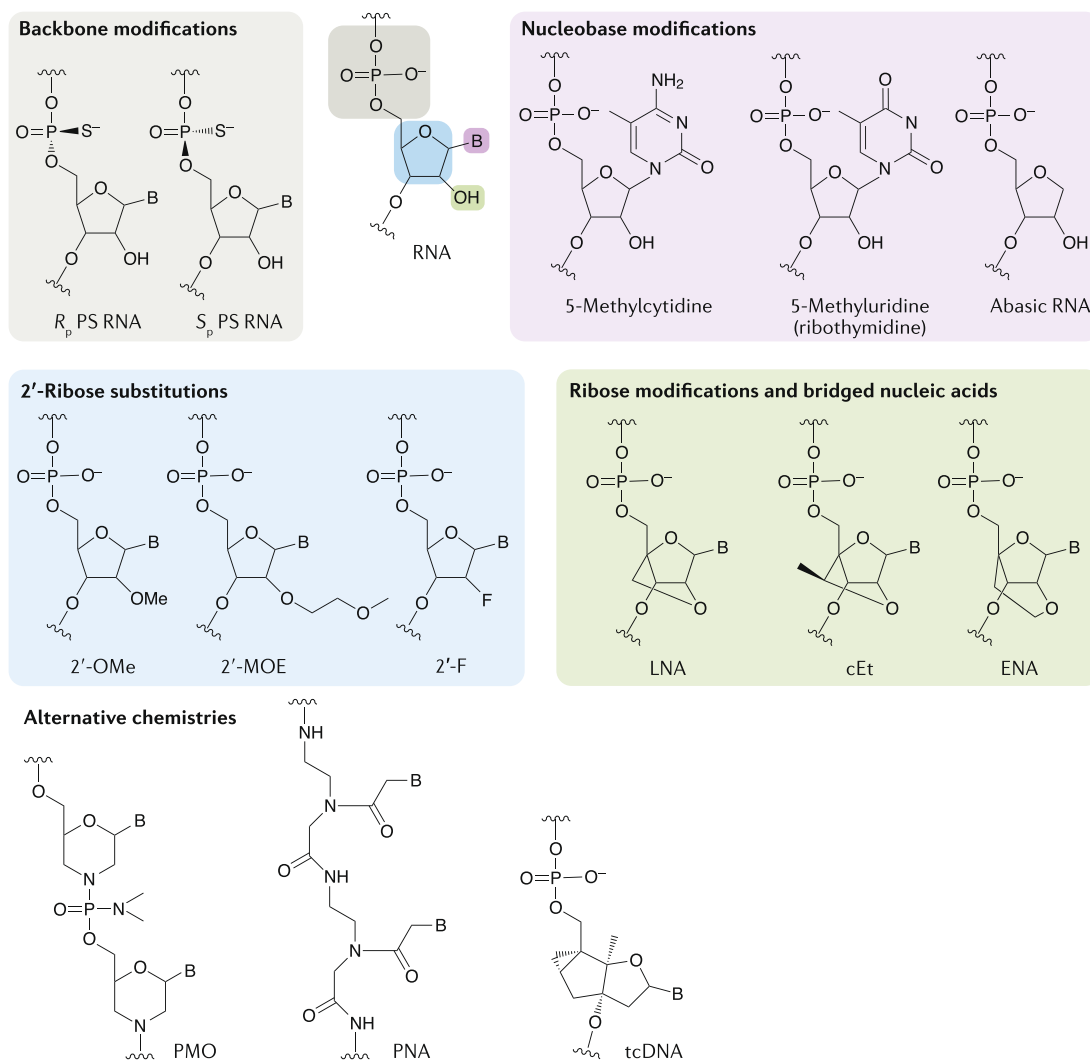 Backbone modifications
O
O=P S–
O
O
B
O
OH
R_p PS RNA
O
O=P S–
O
O
B
O
OH
S_p PS RNA
O
O=P–O–
O
O
B
O
OH
RNA
Nucleobase modifications
O
O=P–O–
O
NH2
N
N
O
O
O
OH
5-Methylcytidine
O
O=P–O–
O
O
N
N
O
O
O
OH
5-Methyluridine
(ribothymidine)
O
O=P–O–
O
O
O
OH
Abasic RNA
2′-Ribose substitutions
O
O=P–O–
O
O
B
O
OMe
2′-OMe
O
O=P–O–
O
O
B
O
O
O
2′-MOE
O
O=P–O–
O
O
B
O
F
2′-F
Ribose modifications and bridged nucleic acids
O
O=P–O–
O
O
B
O
O
LNA
O
O=P–O–
O
O
B
O
O
cEt
O
O=P–O–
O
O
B
O
O
ENA
Alternative chemistries
O
O
B
N
O=P–N
O
O
B
N
PMO
NH
N
B
O
O
NH
N
B
O
O
NH
PNA
O
O=P–O–
O
O
B
O
tcDNA